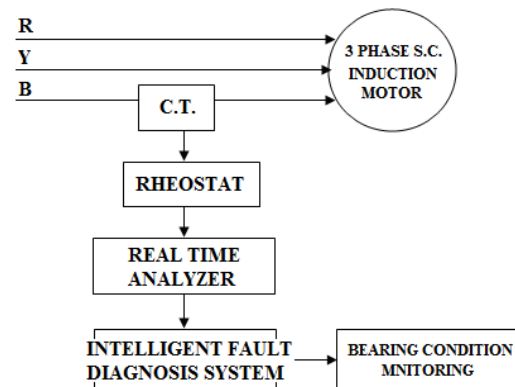 R
Y
B
3 PHASE S.C.
INDUCTION
MOTOR
C.T.
RHEOSTAT
REAL TIME
ANALYZER
INTELLIGENT FAULT
DIAGNOSIS SYSTEM
BEARING CONDITION
MNITORING